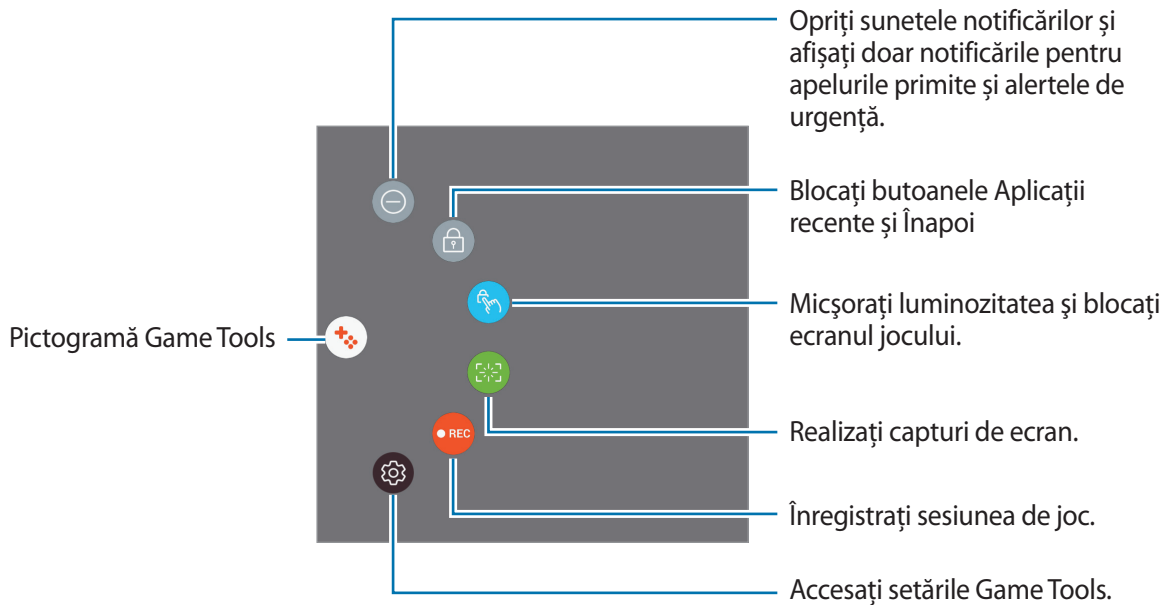 Opriți sunetele notificărilor și
afișați doar notificările pentru
apelurile primite și alertele de
urgență.
Blocați butoanele Aplicații
recente și Înapoi
Micşorați luminozitatea şi blocați
ecranul jocului.
Pictogramă Game Tools
Realizați capturi de ecran.
REC
Înregistrați sesiunea de joc.
Accesați setările Game Tools.